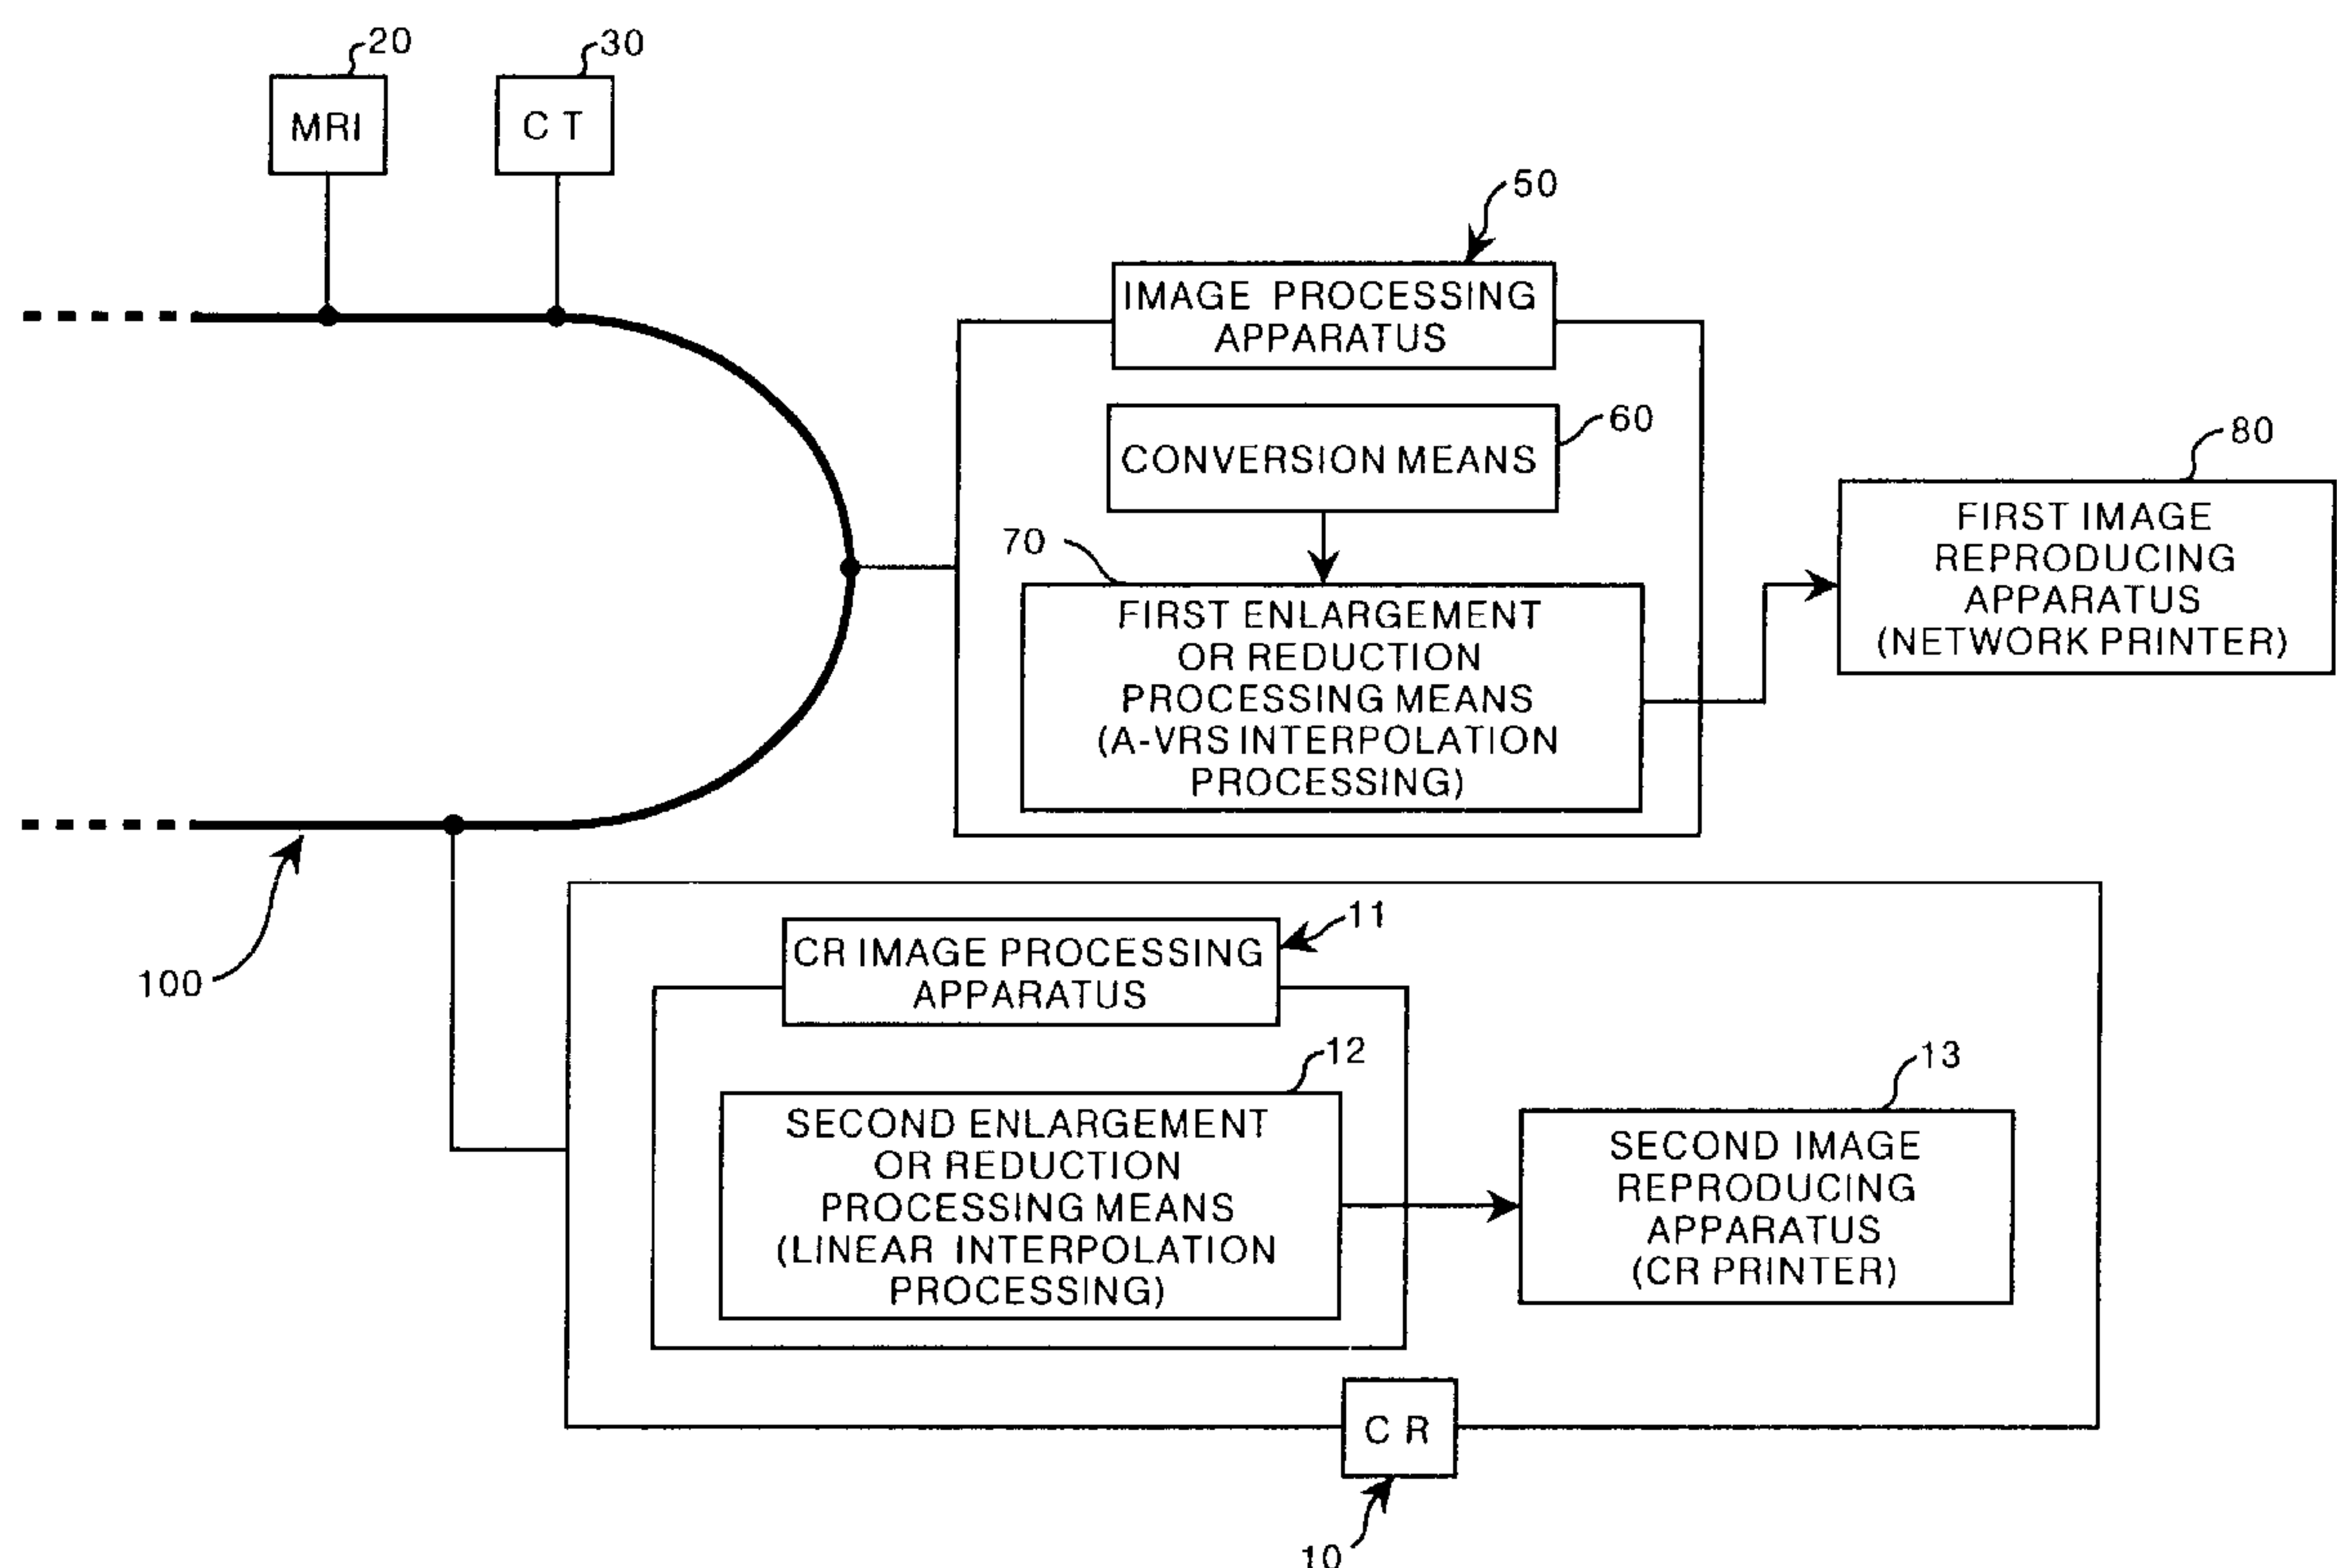 20
30
MRI
C T
50
IMAGE PROCESSING
APPARATUS
60
CONVERSION MEANS
80
70
FIRST IMAGE
REPRODUCING
APPARATUS
(NETWORK PRINTER)
FIRST ENLARGEMENT
OR REDUCTION
PROCESSING MEANS
(A-VRS INTERPOLATION
PROCESSING)
100
11
CR IMAGE PROCESSING
APPARATUS
12
13
SECOND ENLARGEMENT
OR REDUCTION
PROCESSING MEANS
(LINEAR INTERPOLATION
PROCESSING)
SECOND IMAGE
REPRODUCING
APPARATUS
(CR PRINTER)
C R
10